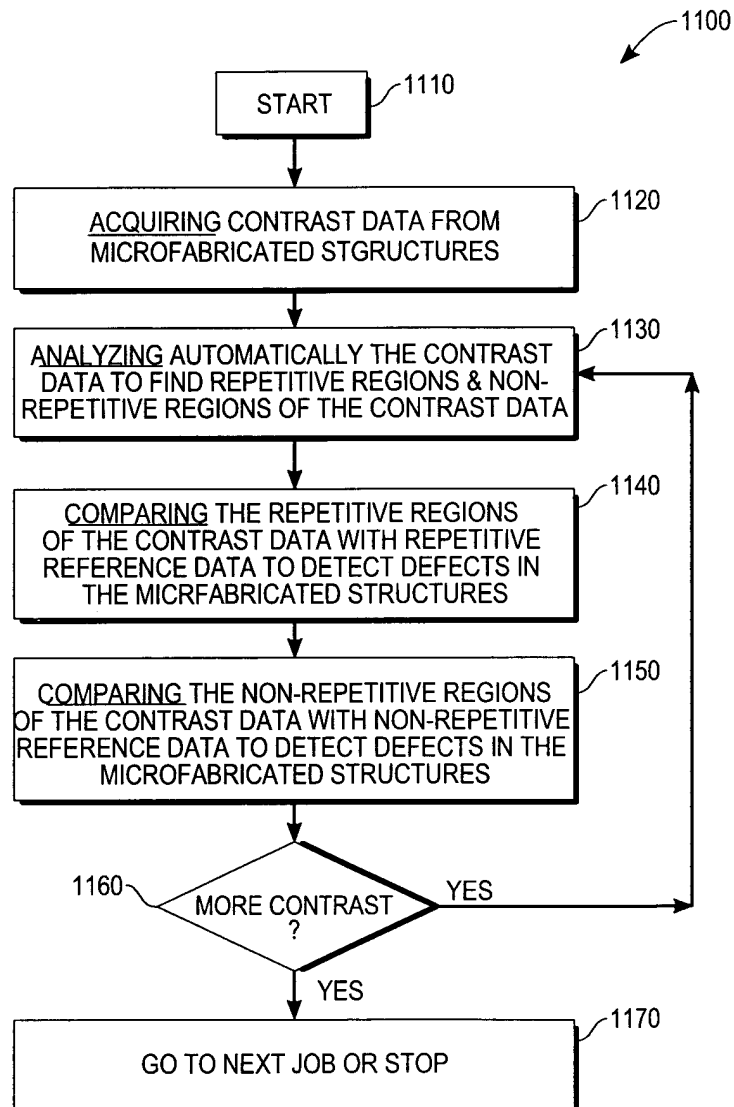 1100
START
1110
ACQUIRING CONTRAST DATA FROM
MICROFABRICATED STGRUCTURES
1120
ANALYZING AUTOMATICALLY THE CONTRAST
DATA TO FIND REPETITIVE REGIONS & NON-
REPETITIVE REGIONS OF THE CONTRAST DATA
1130
COMPARING THE REPETITIVE REGIONS
OF THE CONTRAST DATA WITH REPETITIVE
REFERENCE DATA TO DETECT DEFECTS IN
THE MICRFABRICATED STRUCTURES
1140
COMPARING THE NON-REPETITIVE REGIONS
OF THE CONTRAST DATA WITH NON-REPETITIVE
REFERENCE DATA TO DETECT DEFECTS IN THE
MICROFABRICATED STRUCTURES
1150
1160
MORE CONTRAST
?
YES
YES
GO TO NEXT JOB OR STOP
1170